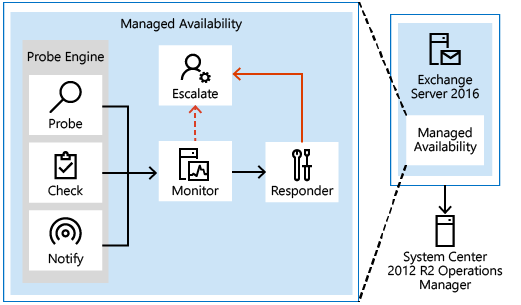 Managed Availability
Probe Engine
Probe
Check
Notify
Escalate
Monitor
Responder
Exchange
Server 2016
Managed
Availability
System Center
2012 R2 Operations
Manager